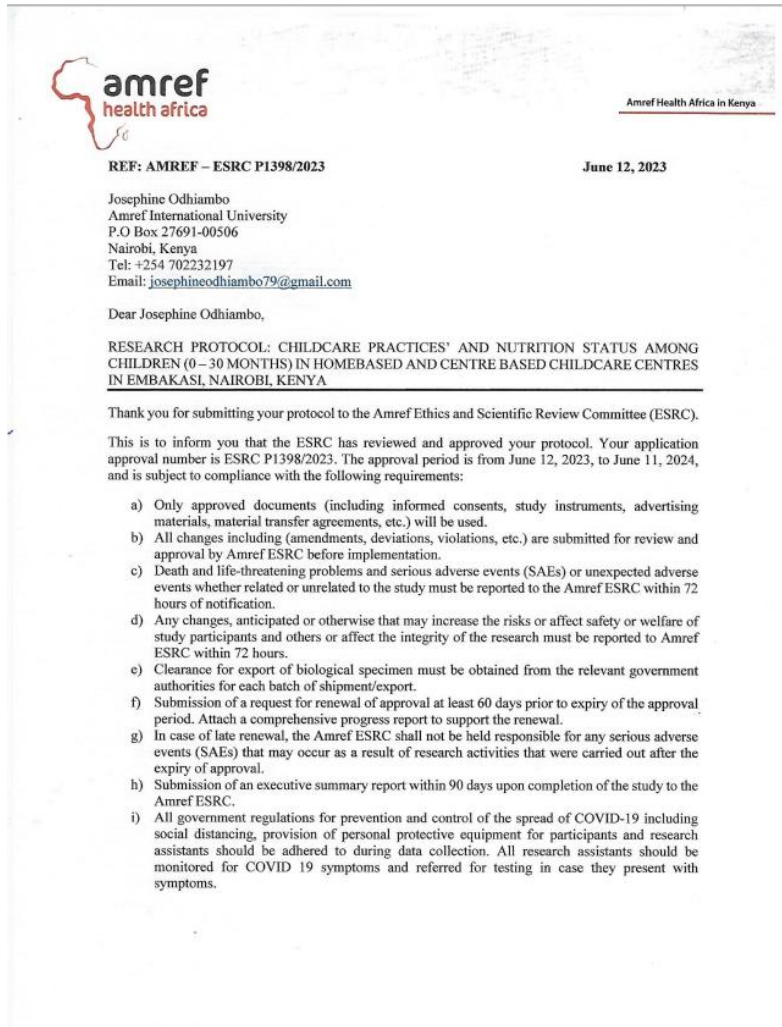 amref
health africa
Amref Health Africa in Kenya
REF: AMREF – ESRC P1398/2023 June 12, 2023
Josephine Odhiambo
Amref International University
P.O Box 27691-00506
Nairobi, Kenya
Tel: +254 702232197
Email: josephineodhiambo79@gmail.com
Dear Josephine Odhiambo,
RESEARCH PROTOCOL: CHILDCARE PRACTICES' AND NUTRITION STATUS AMONG
CHILDREN (0 – 30 MONTHS) IN HOMEBASED AND CENTRE BASED CHILDCARE CENTRES
IN EMBAKASI, NAIROBI, KENYA
Thank you for submitting your protocol to the Amref Ethics and Scientific Review Committee (ESRC).
This is to inform you that the ESRC has reviewed and approved your protocol. Your application
approval number is ESRC P1398/2023. The approval period is from June 12, 2023, to June 11, 2024,
and is subject to compliance with the following requirements:
a) Only approved documents (including informed consents, study instruments, advertising
materials, material transfer agreements, etc.) will be used.
b) All changes including (amendments, deviations, violations, etc.) are submitted for review and
approval by Amref ESRC before implementation.
c) Death and life-threatening problems and serious adverse events (SAEs) or unexpected adverse
events whether related or unrelated to the study must be reported to the Amref ESRC within 72
hours of notification.
d) Any changes, anticipated or otherwise that may increase the risks or affect safety or welfare of
study participants and others or affect the integrity of the research must be reported to Amref
ESRC within 72 hours.
e) Clearance for export of biological specimen must be obtained from the relevant government
authorities for each batch of shipment/export.
f) Submission of a request for renewal of approval at least 60 days prior to expiry of the approval
period. Attach a comprehensive progress report to support the renewal.
g) In case of late renewal, the Amref ESRC shall not be held responsible for any serious adverse
events (SAEs) that may occur as a result of research activities that were carried out after the
expiry of approval.
h) Submission of an executive summary report within 90 days upon completion of the study to the
Amref ESRC.
i) All government regulations for prevention and control of the spread of COVID-19 including
social distancing, provision of personal protective equipment for participants and research
assistants should be adhered to during data collection. All research assistants should be
monitored for COVID 19 symptoms and referred for testing in case they present with
symptoms.